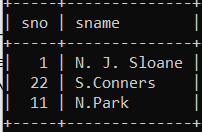 +-----+--------------+
| sno | sname        |
+-----+--------------+
|   1 | N. J. Sloane |
|  22 | S.Conners    |
|  11 | N.Park       |
+-----+--------------+